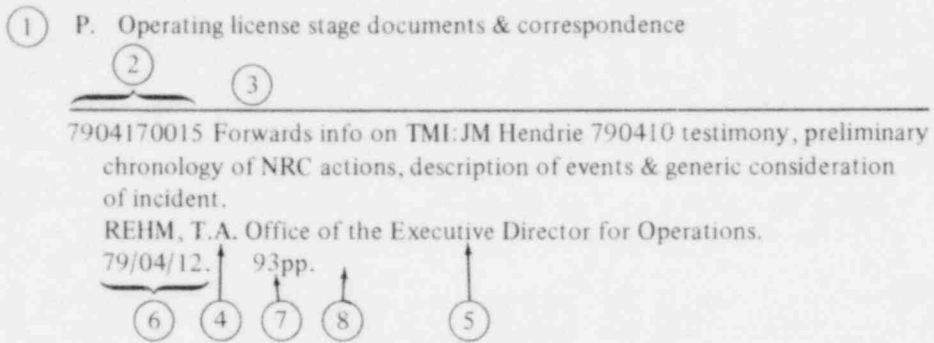 1 P. Operating license stage documents & correspondence
2 3
7904170015 Forwards info on TMI:JM Hendrie 790410 testimony, preliminary
chronology of NRC actions, description of events & generic consideration
of incident.
REHM, T.A. Office of the Executive Director for Operations.
79/04/12. 93pp.
6 4 7 8 5